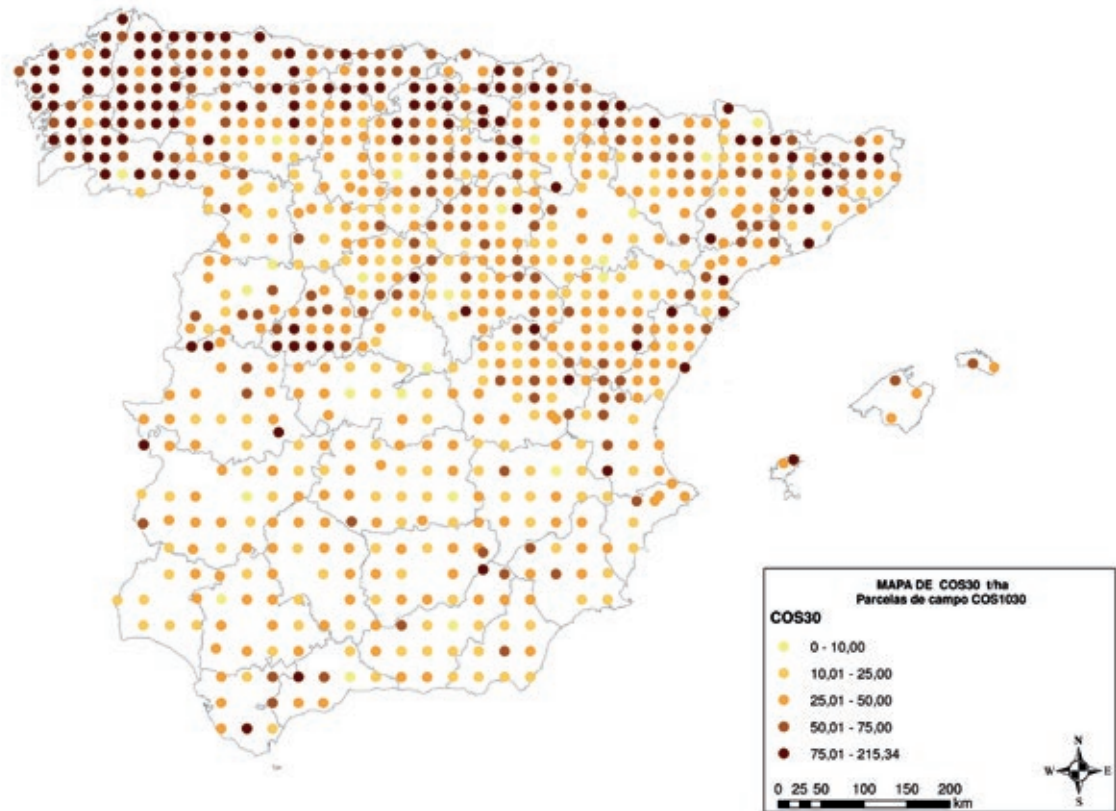 MAPA DE COS30 t/ha
Parcelas de campo COS1030
COS30
0 - 10,00
10,01 - 25,00
25,01 - 50,00
50,01 - 75,00
75,01 - 215,34
N
W E
S
0 25 50 100 150 200
km